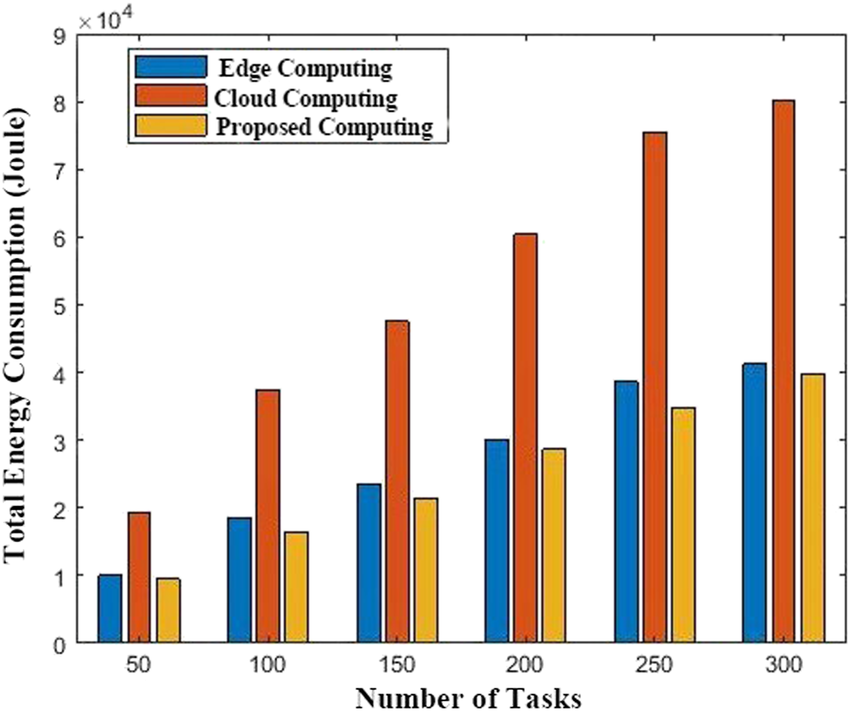 ×10⁴
9
8
7
6
5
4
3
2
1
0
Total Energy Consumption (Joule)
Edge Computing
Cloud Computing
Proposed Computing
50 100 150 200 250 300
Number of Tasks